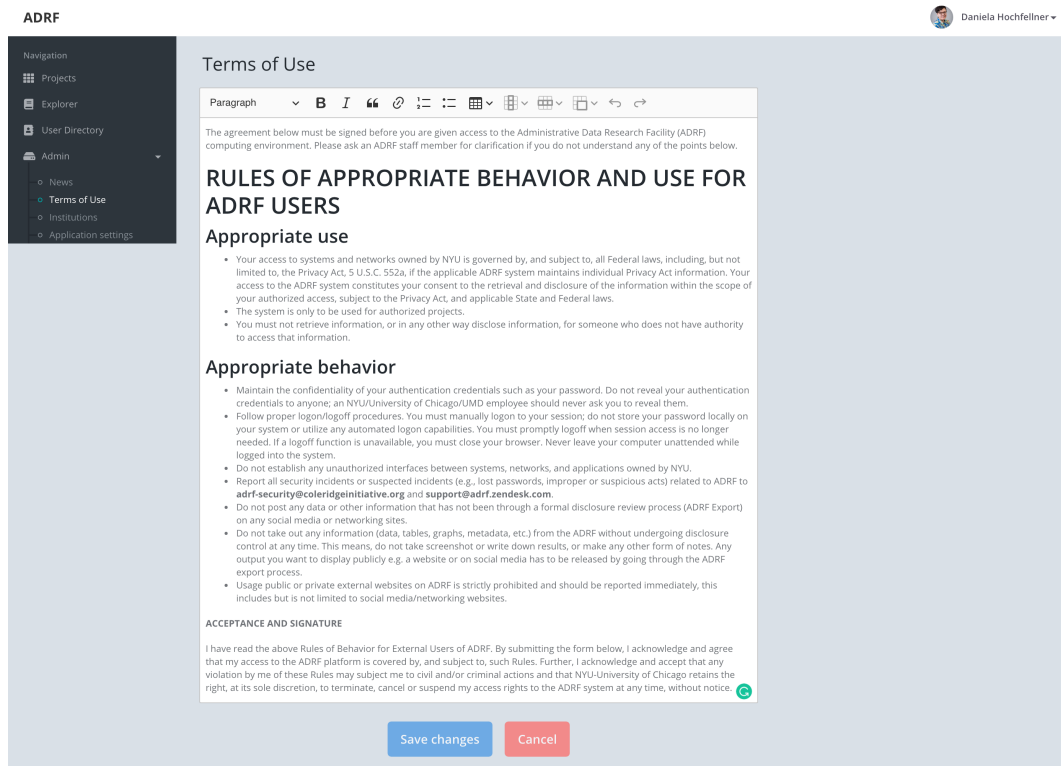 ADRF
Daniela Hochfellner
Navigation
Projects
Explorer
User Directory
Admin
News
Terms of Use
Institutions
Application settings
Terms of Use
Paragraph
The agreement below must be signed before you are given access to the Administrative Data Research Facility (ADRF)
computing environment. Please ask an ADRF staff member for clarification if you do not understand any of the points below.
RULES OF APPROPRIATE BEHAVIOR AND USE FOR
ADRF USERS
Appropriate use
• Your access to systems and networks owned by NYU is governed by, and subject to, all Federal laws, including, but not
limited to, the Privacy Act, 5 U.S.C. 552a, if the applicable ADRF system maintains individual Privacy Act information. Your
access to the ADRF system constitutes your consent to the retrieval and disclosure of the information within the scope of
your authorized access, subject to the Privacy Act, and applicable State and Federal laws.
• The system is only to be used for authorized projects.
• You must not retrieve information, or in any other way disclose information, for someone who does not have authority
to access that information.
Appropriate behavior
• Maintain the confidentiality of your authentication credentials such as your password. Do not reveal your authentication
credentials to anyone; an NYU/University of Chicago/UMD employee should never ask you to reveal them.
• Follow proper logon/logoff procedures. You must manually logon to your session; do not store your password locally on
your system or utilize any automated logon capabilities. You must promptly logoff when session access is no longer
needed. If a logoff function is unavailable, you must close your browser. Never leave your computer unattended while
logged into the system.
• Do not establish any unauthorized interfaces between systems, networks, and applications owned by NYU.
• Report all security incidents or suspected incidents (e.g., lost passwords, improper or suspicious acts) related to ADRF to
adrf-security@coleridgeinitiative.org and support@adrf.zendesk.com.
• Do not post any data or other information that has not been through a formal disclosure review process (ADRF Export)
on any social media or networking sites.
• Do not take out any information (data, tables, graphs, metadata, etc.) from the ADRF without undergoing disclosure
control at any time. This means, do not take screenshot or write down results, or make any other form of notes. Any
output you want to display publicly e.g. a website or on social media has to be released by going through the ADRF
export process.
• Usage public or private external websites on ADRF is strictly prohibited and should be reported immediately, this
includes but is not limited to social media/networking websites.
ACCEPTANCE AND SIGNATURE
I have read the above Rules of Behavior for External Users of ADRF. By submitting the form below, I acknowledge and agree
that my access to the ADRF platform is covered by, and subject to, such Rules. Further, I acknowledge and accept that any
violation by me of these Rules may subject me to civil and/or criminal actions and that NYU-University of Chicago retains the
right, at its sole discretion, to terminate, cancel or suspend my access rights to the ADRF system at any time, without notice.
Save changes
Cancel